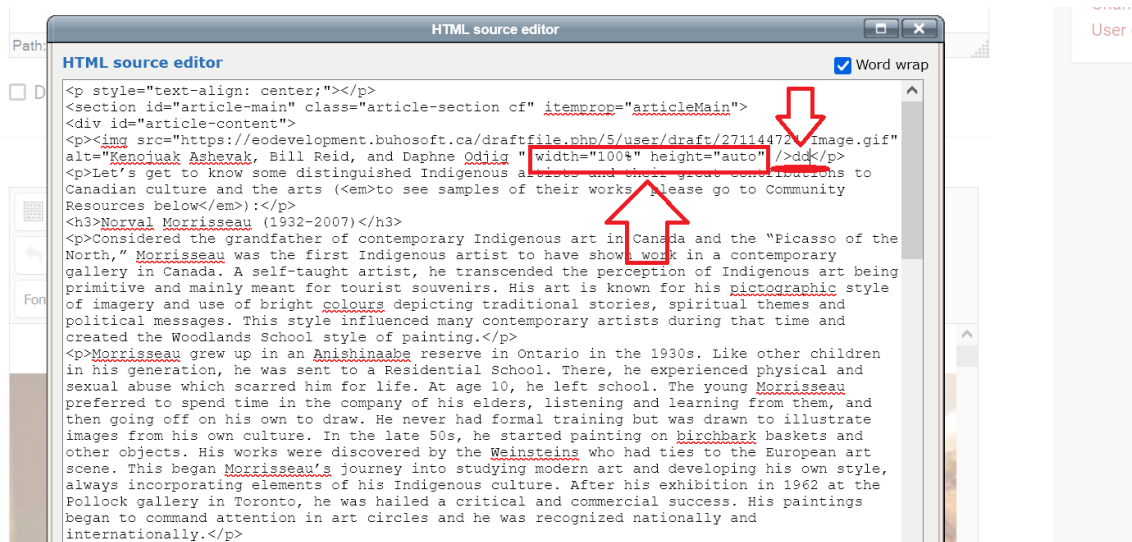 HTML source editor
Path:
User
HTML source editor
Word wrap
D
<p style="text-align: center;"></p>
<section id="article-main" class="article-section cf" itemprop="articleMain">
<div id="article-content">
<p><img src="https://eodevelopment.buhosoft.ca/draftfile.php/5/user/draft/271144724/Image.gif"
alt="Kenojuak Ashevak, Bill Reid, and Daphne Odjig " width="100%" height="auto" />dd</p>
<p>Let's get to know some distinguished Indigenous artists and their great contributions to
Canadian culture and the arts (<em>to see samples of their works, please go to Community
Resources below</em>):</p>
<h3>Norval Morrisseau (1932-2007)</h3>
<p>Considered the grandfather of contemporary Indigenous art in Canada and the “Picasso of the
North,” Morrisseau was the first Indigenous artist to have shown work in a contemporary
gallery in Canada. A self-taught artist, he transcended the perception of Indigenous art being
primitive and mainly meant for tourist souvenirs. His art is known for his pictographic style
of imagery and use of bright colours depicting traditional stories, spiritual themes and
political messages. This style influenced many contemporary artists during that time and
created the Woodlands School style of painting.</p>
Fon
<p>Morrisseau grew up in an Anishinaabe reserve in Ontario in the 1930s. Like other children
in his generation, he was sent to a Residential School. There, he experienced physical and
sexual abuse which scarred him for life. At age 10, he left school. The young Morrisseau
preferred to spend time in the company of his elders, listening and learning from them, and
then going off on his own to draw. He never had formal training but was drawn to illustrate
images from his own culture. In the late 50s, he started painting on birchbark baskets and
other objects. His works were discovered by the Weinsteins who had ties to the European art
scene. This began Morrisseau's journey into studying modern art and developing his own style,
always incorporating elements of his Indigenous culture. After his exhibition in 1962 at the
Pollock gallery in Toronto, he was hailed a critical and commercial success. His paintings
began to command attention in art circles and he was recognized nationally and
internationally.</p>